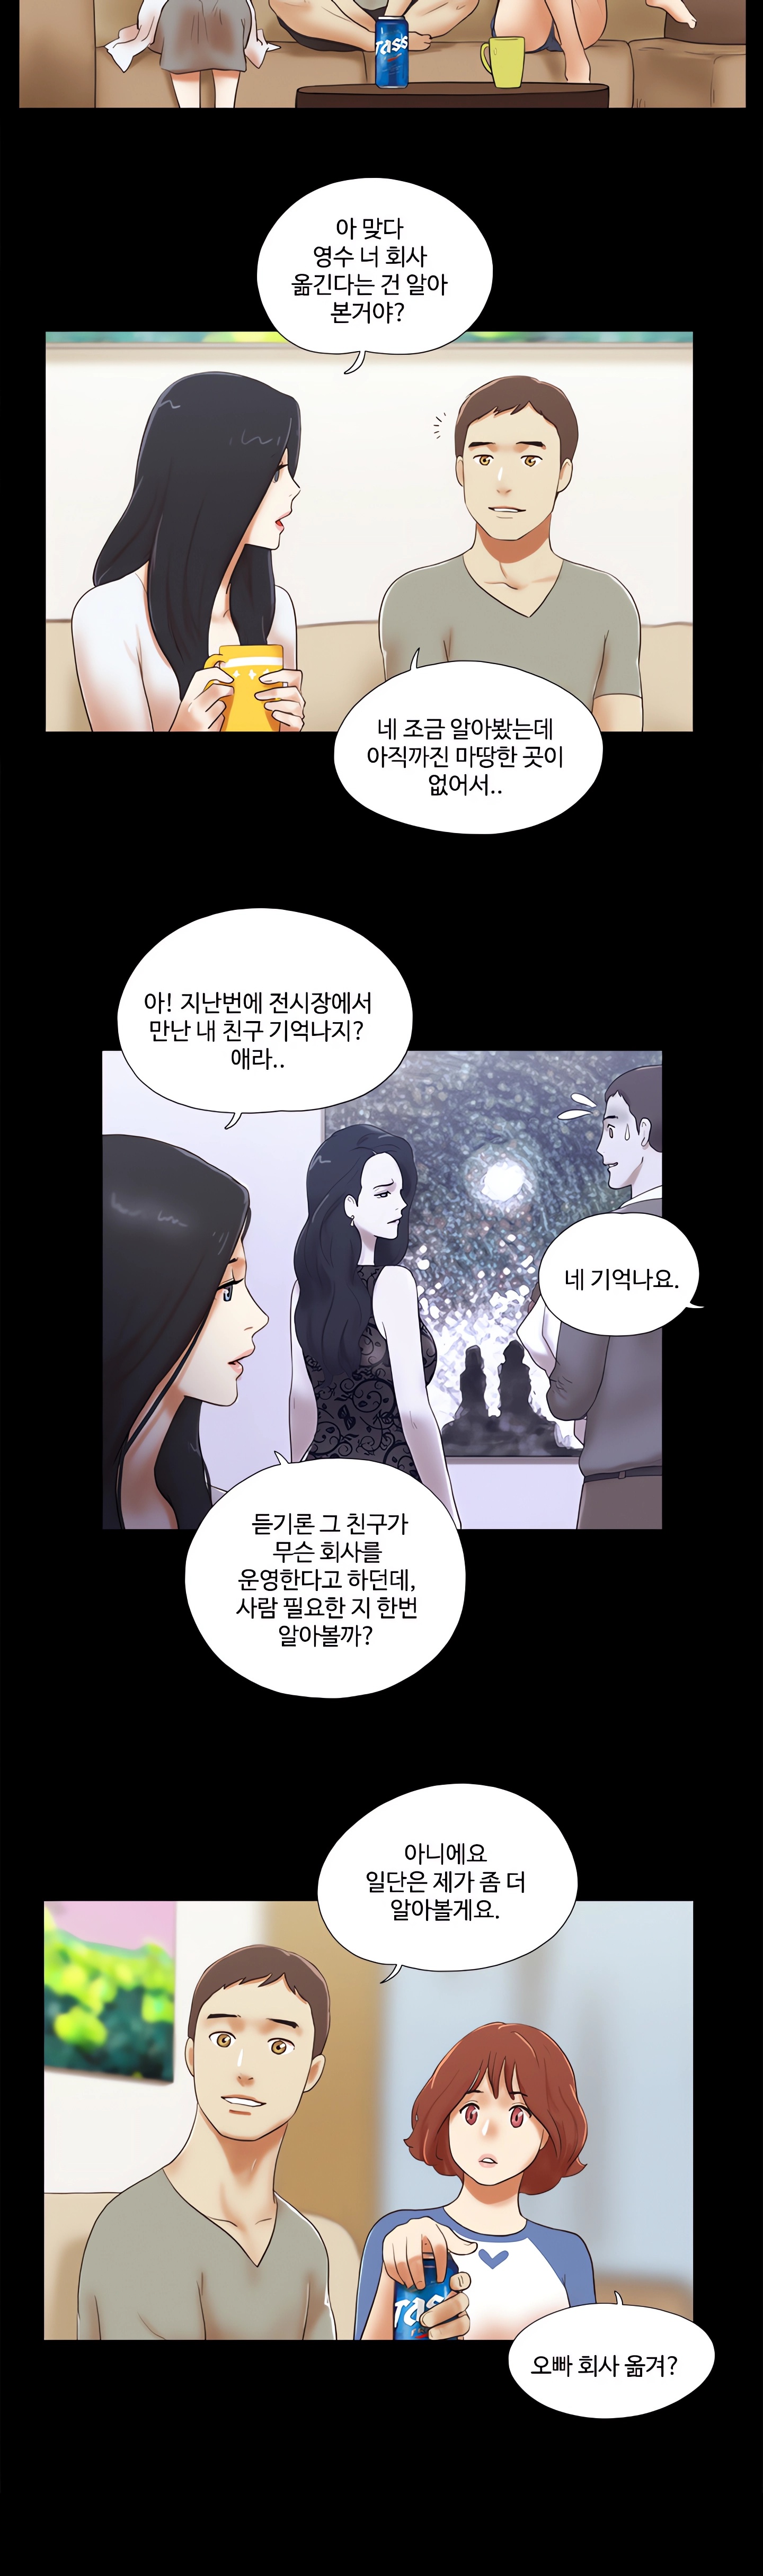 Tasis
아 맞다
영수 너 회사
옮긴다는 건 알아
본거야?
네 조금 알아봤는데
아직까진 마땅한 곳이
없어서..
아! 지난번에 전시장에서
만난 내 친구 기억나지?
애라..
네 기억나요.
듣기론 그 친구가
무슨 회사를
운영한다고 하던데,
사람 필요한 지 한번
알아볼까?
아니에요
일단은 제가 좀 더
알아볼게요.
오빠 회사 옮겨?